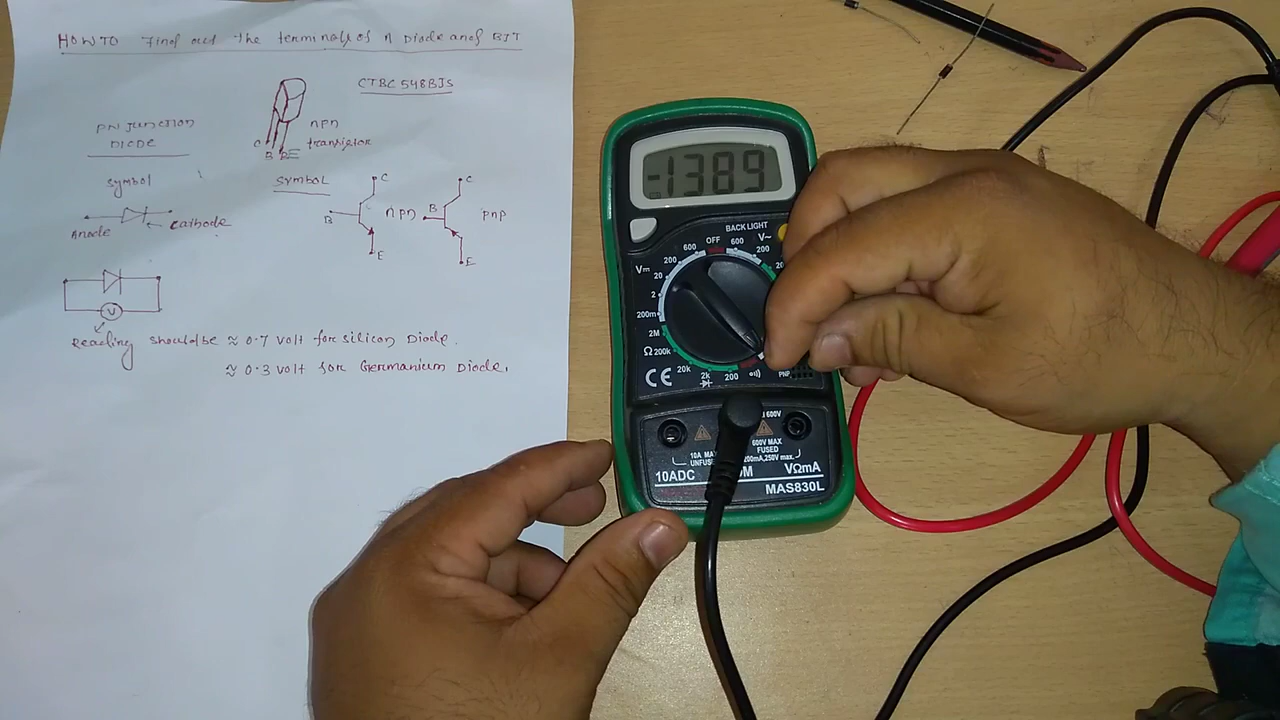 HOW TO find out the terminals of A Diode and BJT
CTBC548BJS
PN JUNCTION
DIODE
npn
transistor
C B E
symbol
Anode
cathode
SYMBOL
C
B
npn
E
C
B
pnp
E
V
Reading should be ≈ 0.7 volt for silicon Diode.
≈ 0.3 volt for Germanium Diode.
-1389
BACK LIGHT
OFF
600
V~
200
20
600
200
V
20
2
200m
2M
Ω 200k
20k
2k
200
PNP
CE
600V
10A MAX
UNFUSED
600V MAX
FUSED
200mA,250V max.
10ADC
VΩmA
MAS830L